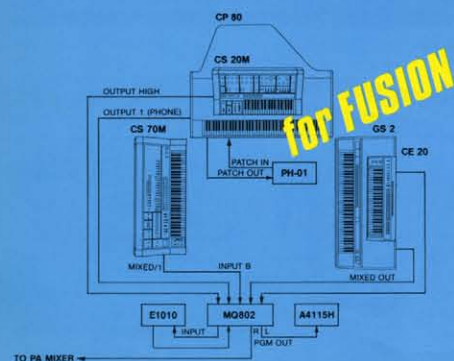 CP 80
CS 20M
for FUSION
OUTPUT HIGH
OUTPUT 1 (PHONE)
CS 70M
GS 2
CE 20
PATCH IN
PATCH OUT
PH-01
MIXED/1
INPUT B
MIXED OUT
E1010
MQ802
A4115H
INPUT
R L
PGM OUT
TO PA MIXER